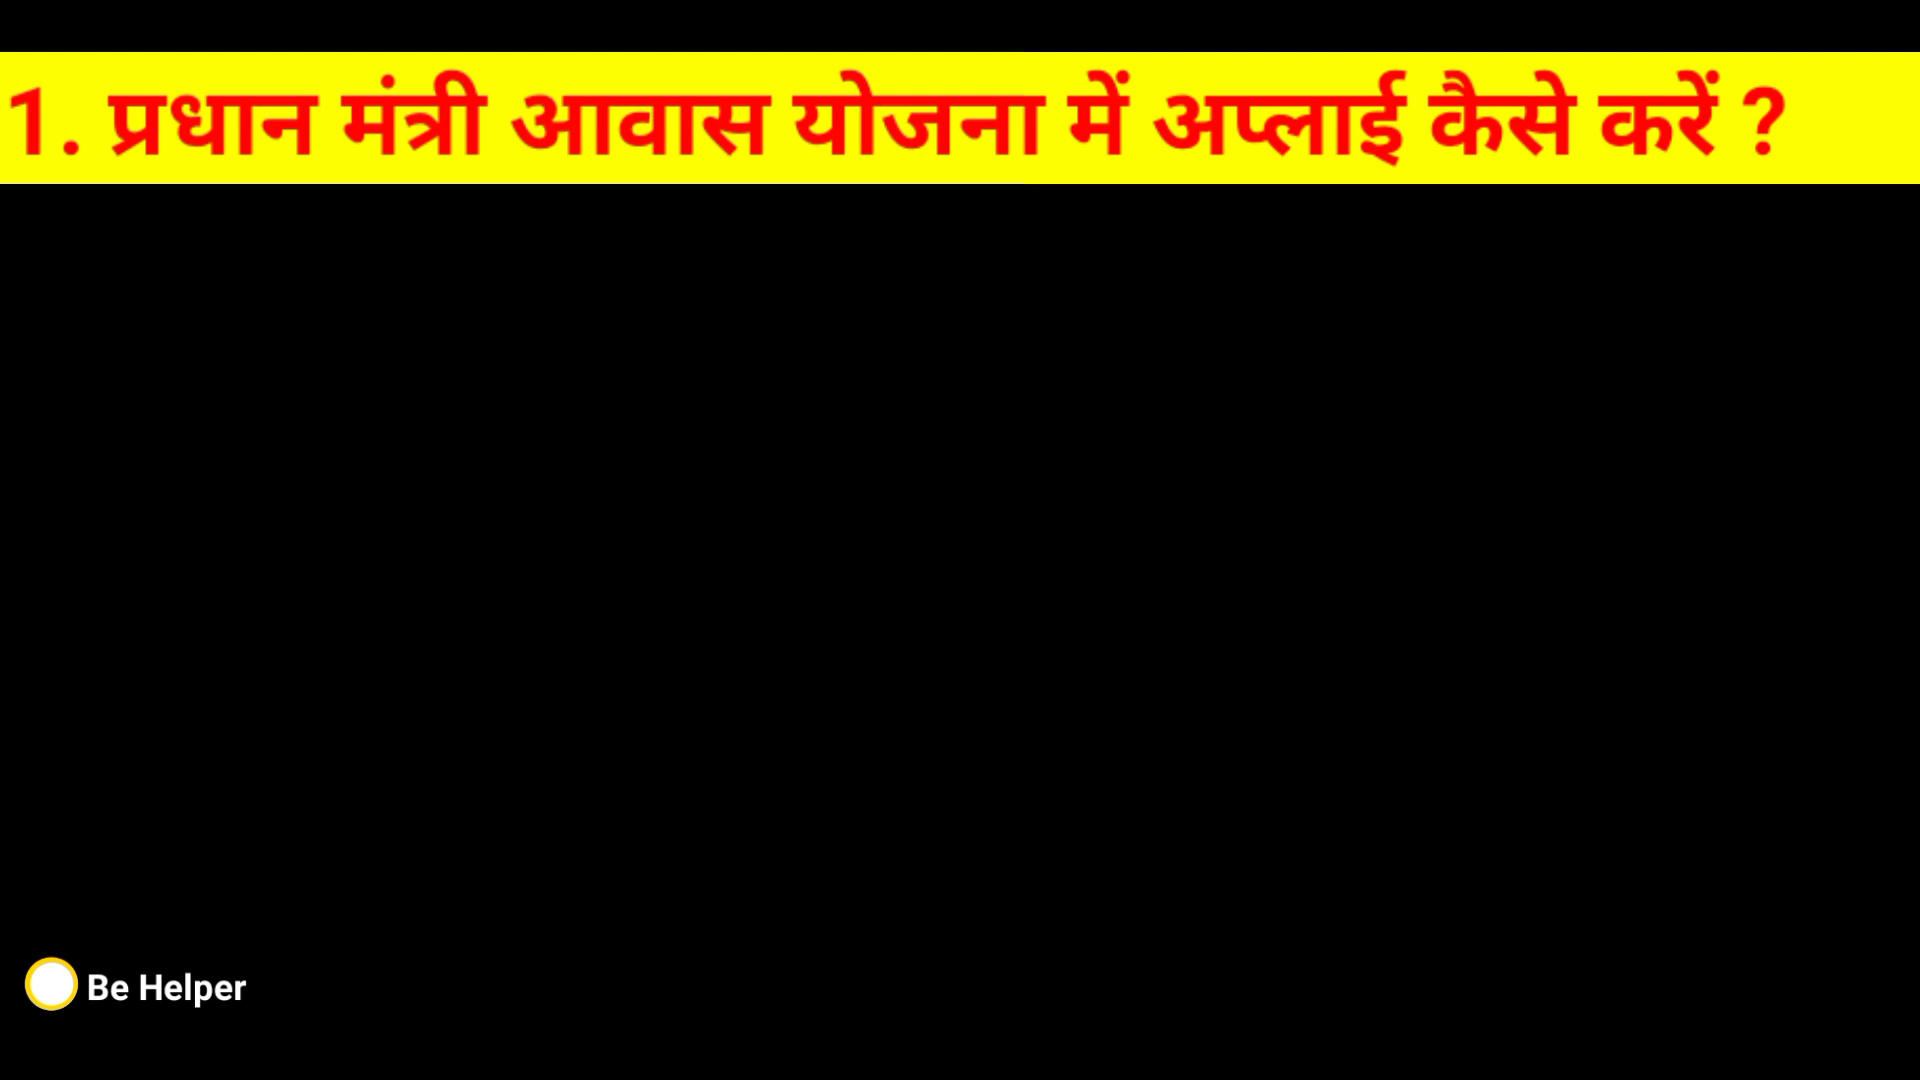 1. प्रधान मंत्री आवास योजना में अप्लाई कैसे करें ?
Be Helper